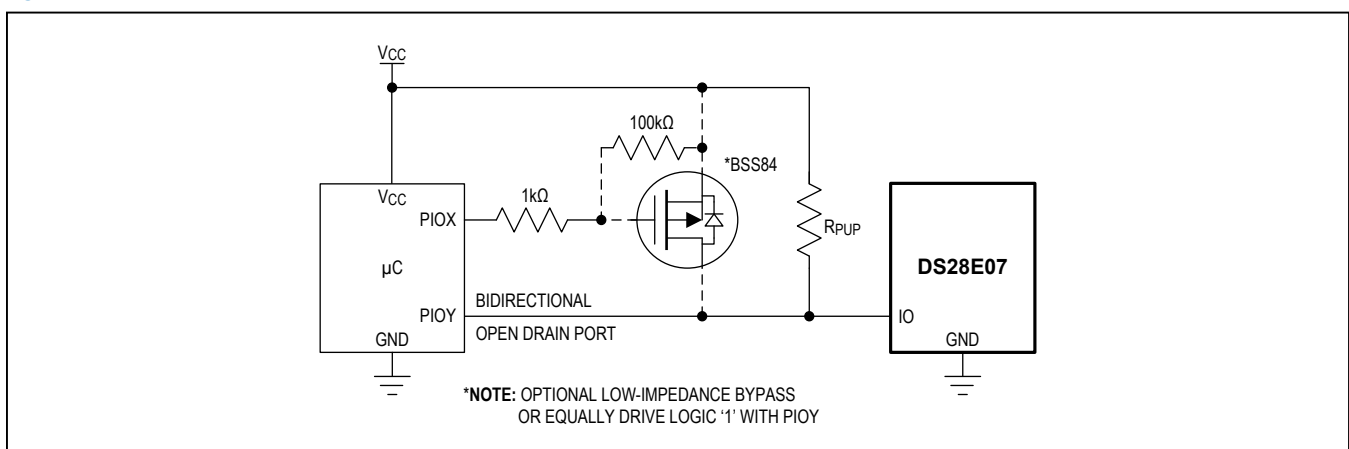 VCC
100kΩ
*BSS84
VCC
1kΩ
PIOX
RPUP
DS28E07
µC
BIDIRECTIONAL
PIOY
IO
OPEN DRAIN PORT
GND
GND
*NOTE: OPTIONAL LOW-IMPEDANCE BYPASS
OR EQUALLY DRIVE LOGIC ‘1’ WITH PIOY